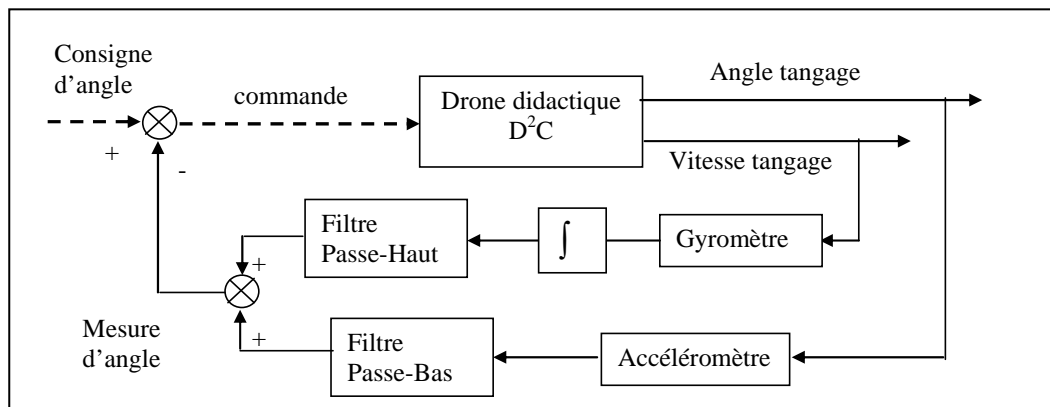 Consigne
d’angle
commande
Drone didactique
D²C
Angle tangage
Vitesse tangage
+
-
Filtre
Passe-Haut
∫
Gyromètre
+
+
Mesure
d’angle
Filtre
Passe-Bas
Accéléromètre